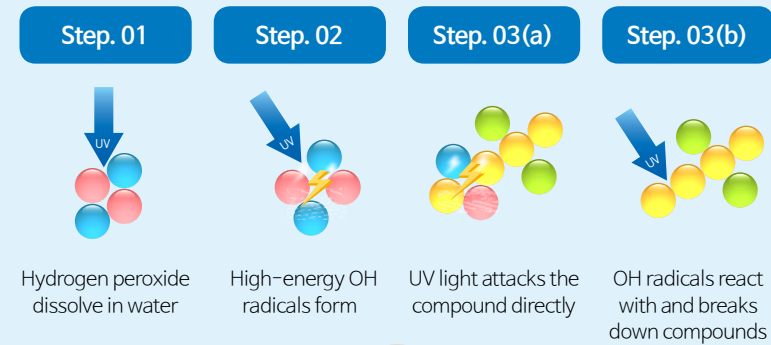 Step. 01
Step. 02
Step. 03(a)
Step. 03(b)
UV
UV
UV
Hydrogen peroxide
dissolve in water
High-energy OH
radicals form
UV light attacks the
compound directly
OH radicals react
with and breaks
down compounds